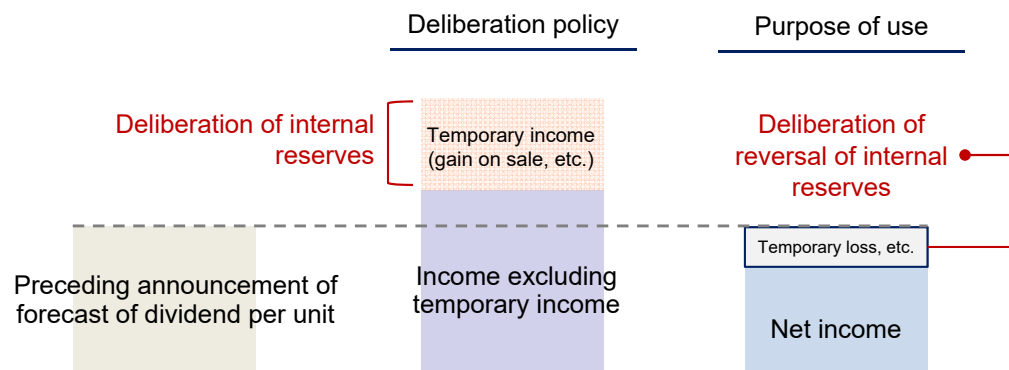 Deliberation policy
Purpose of use
Deliberation of internal
reserves
Temporary income
(gain on sale, etc.)
Deliberation of
reversal of internal
reserves
Preceding announcement of
forecast of dividend per unit
Income excluding
temporary income
Temporary loss, etc.
Net income